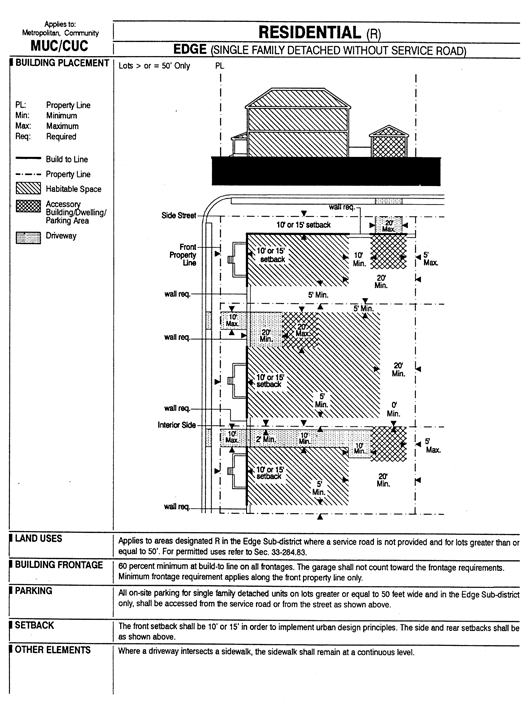 Applies to:
Metropolitan, Community
MUC/CUC
RESIDENTIAL (R)
EDGE (SINGLE FAMILY DETACHED WITHOUT SERVICE ROAD)
BUILDING PLACEMENT
Lots > or = 50' Only
PL
PL: Property Line
Min: Minimum
Max: Maximum
Req: Required
Build to Line
Property Line
Habitable Space
Accessory
Building/Dwelling/
Parking Area
Driveway
wall req.
Side Street
10' or 15' setback
20'
Max.
Front
Property
Line
10' or 15'
setback
10'
Min.
5'
Max.
20'
Min.
wall req.
5' Min.
5' Min.
10'
Max.
20'
Min.
20'
Max.
wall req.
10' or 15'
setback
20'
Min.
5'
Min.
0'
Min.
wall req.
Interior Side
10'
Max.
2' Min.
10'
Min.
10'
Min.
5'
Max.
10' or 15'
setback
5'
Min.
20'
Min.
wall req.
LAND USES
Applies to areas designated R in the Edge Sub-district where a service road is not provided and for lots greater than or
equal to 50'. For permitted uses refer to Sec. 33-284.83.
BUILDING FRONTAGE
60 percent minimum at build-to line on all frontages. The garage shall not count toward the frontage requirements.
Minimum frontage requirement applies along the front property line only.
PARKING
All on-site parking for single family detached units on lots greater or equal to 50 feet wide and in the Edge Sub-district
only, shall be accessed from the service road or from the street as shown above.
SETBACK
The front setback shall be 10' or 15' in order to implement urban design principles. The side and rear setbacks shall be
as shown above.
OTHER ELEMENTS
Where a driveway intersects a sidewalk, the sidewalk shall remain at a continuous level.